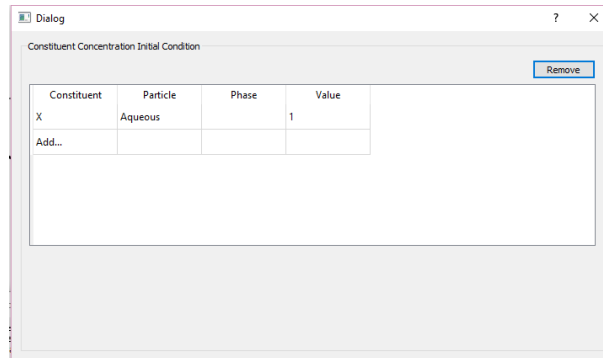 Dialog ? X
Constituent Concentration Initial Condition
Remove
Constituent Particle Phase Value
X Aqueous 1
Add...